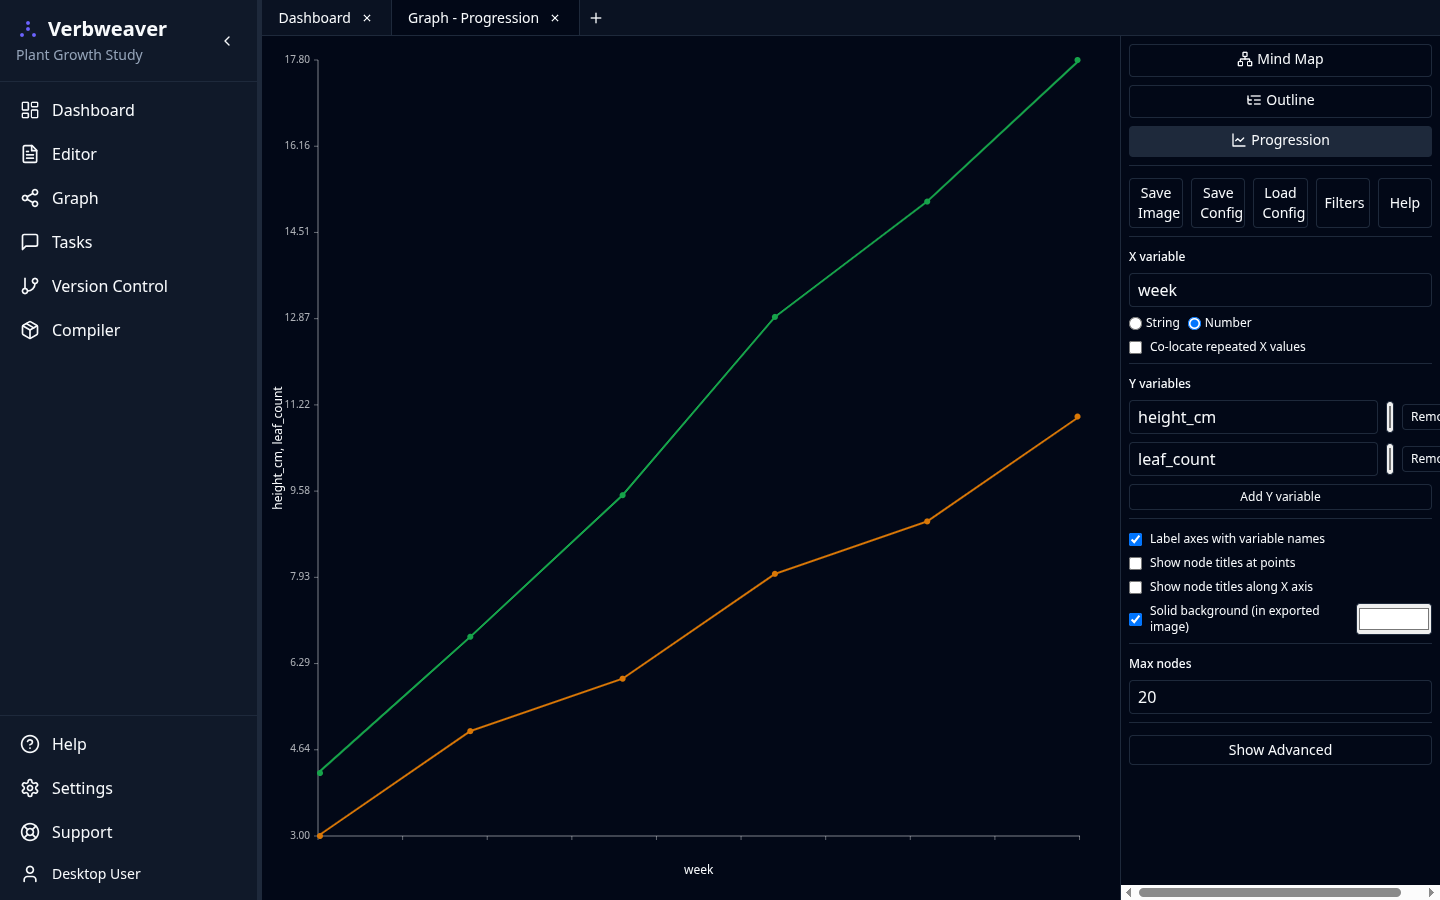 Verbweaver
Plant Growth Study
Dashboard
Editor
Graph
Tasks
Version Control
Compiler
Help
Settings
Support
Desktop User
Dashboard ×
Graph - Progression × +
17.80
16.16
14.51
12.87
11.22
9.58
7.93
6.29
4.64
3.00
height_cm, leaf_count
week
Mind Map
Outline
Progression
Save Image
Save Config
Load Config
Filters
Help
X variable
week
String Number
Co-locate repeated X values
Y variables
height_cm Remo
leaf_count Remo
Add Y variable
Label axes with variable names
Show node titles at points
Show node titles along X axis
Solid background (in exported
image)
Max nodes
20
Show Advanced